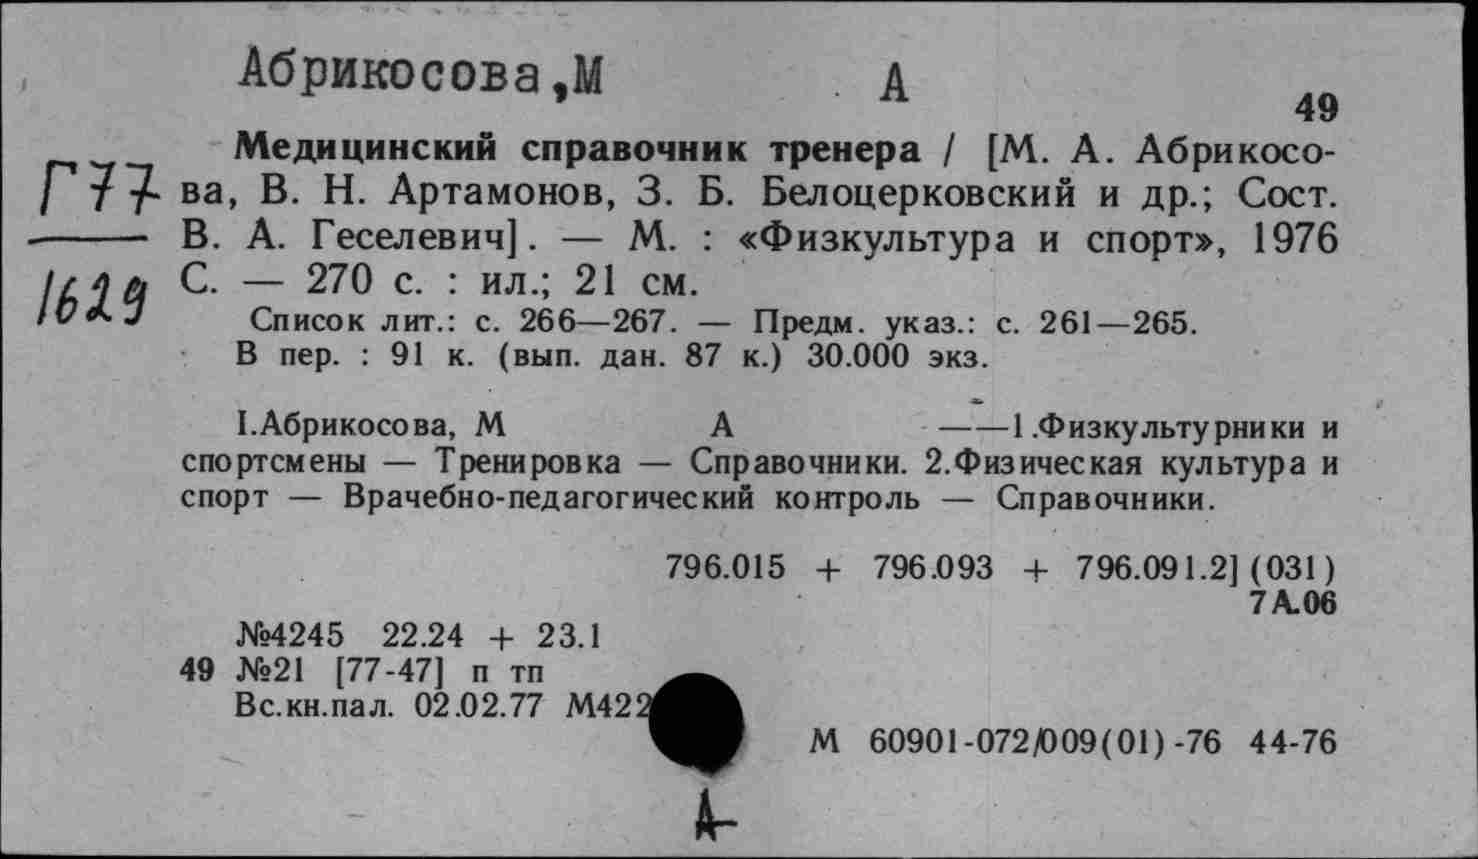 Абрикосова,М А
49
Медицинский справочник тренера / [М. А. Абрикосо-
Г77 ва, В. Н. Артамонов, З. Б. Белоцерковский и др.; Сост.
В. А. Геселевич]. — М. : «Физкультура и спорт», 1976
1629 С. — 270 с. : ил.; 21 см.
Список лит.: с. 266—267. — Предм. указ.: с. 261—265.
В пер. : 91 к. (вып. дан. 87 к.) 30.000 экз.
I.Абрикосова, М А ——1.Физкультурники и
спортсмены — Тренировка — Справочники. 2.Физическая культура и
спорт — Врачебно-педагогический контроль — Справочники.
796.015 + 796.093 + 796.091.2](031)
7А.06
№4245 22.24 + 23.1
49 №21 [77-47] п тп
Вс.кн.пал. 02.02.77 М422
М 60901-072/009(01)-76 44-76
А-